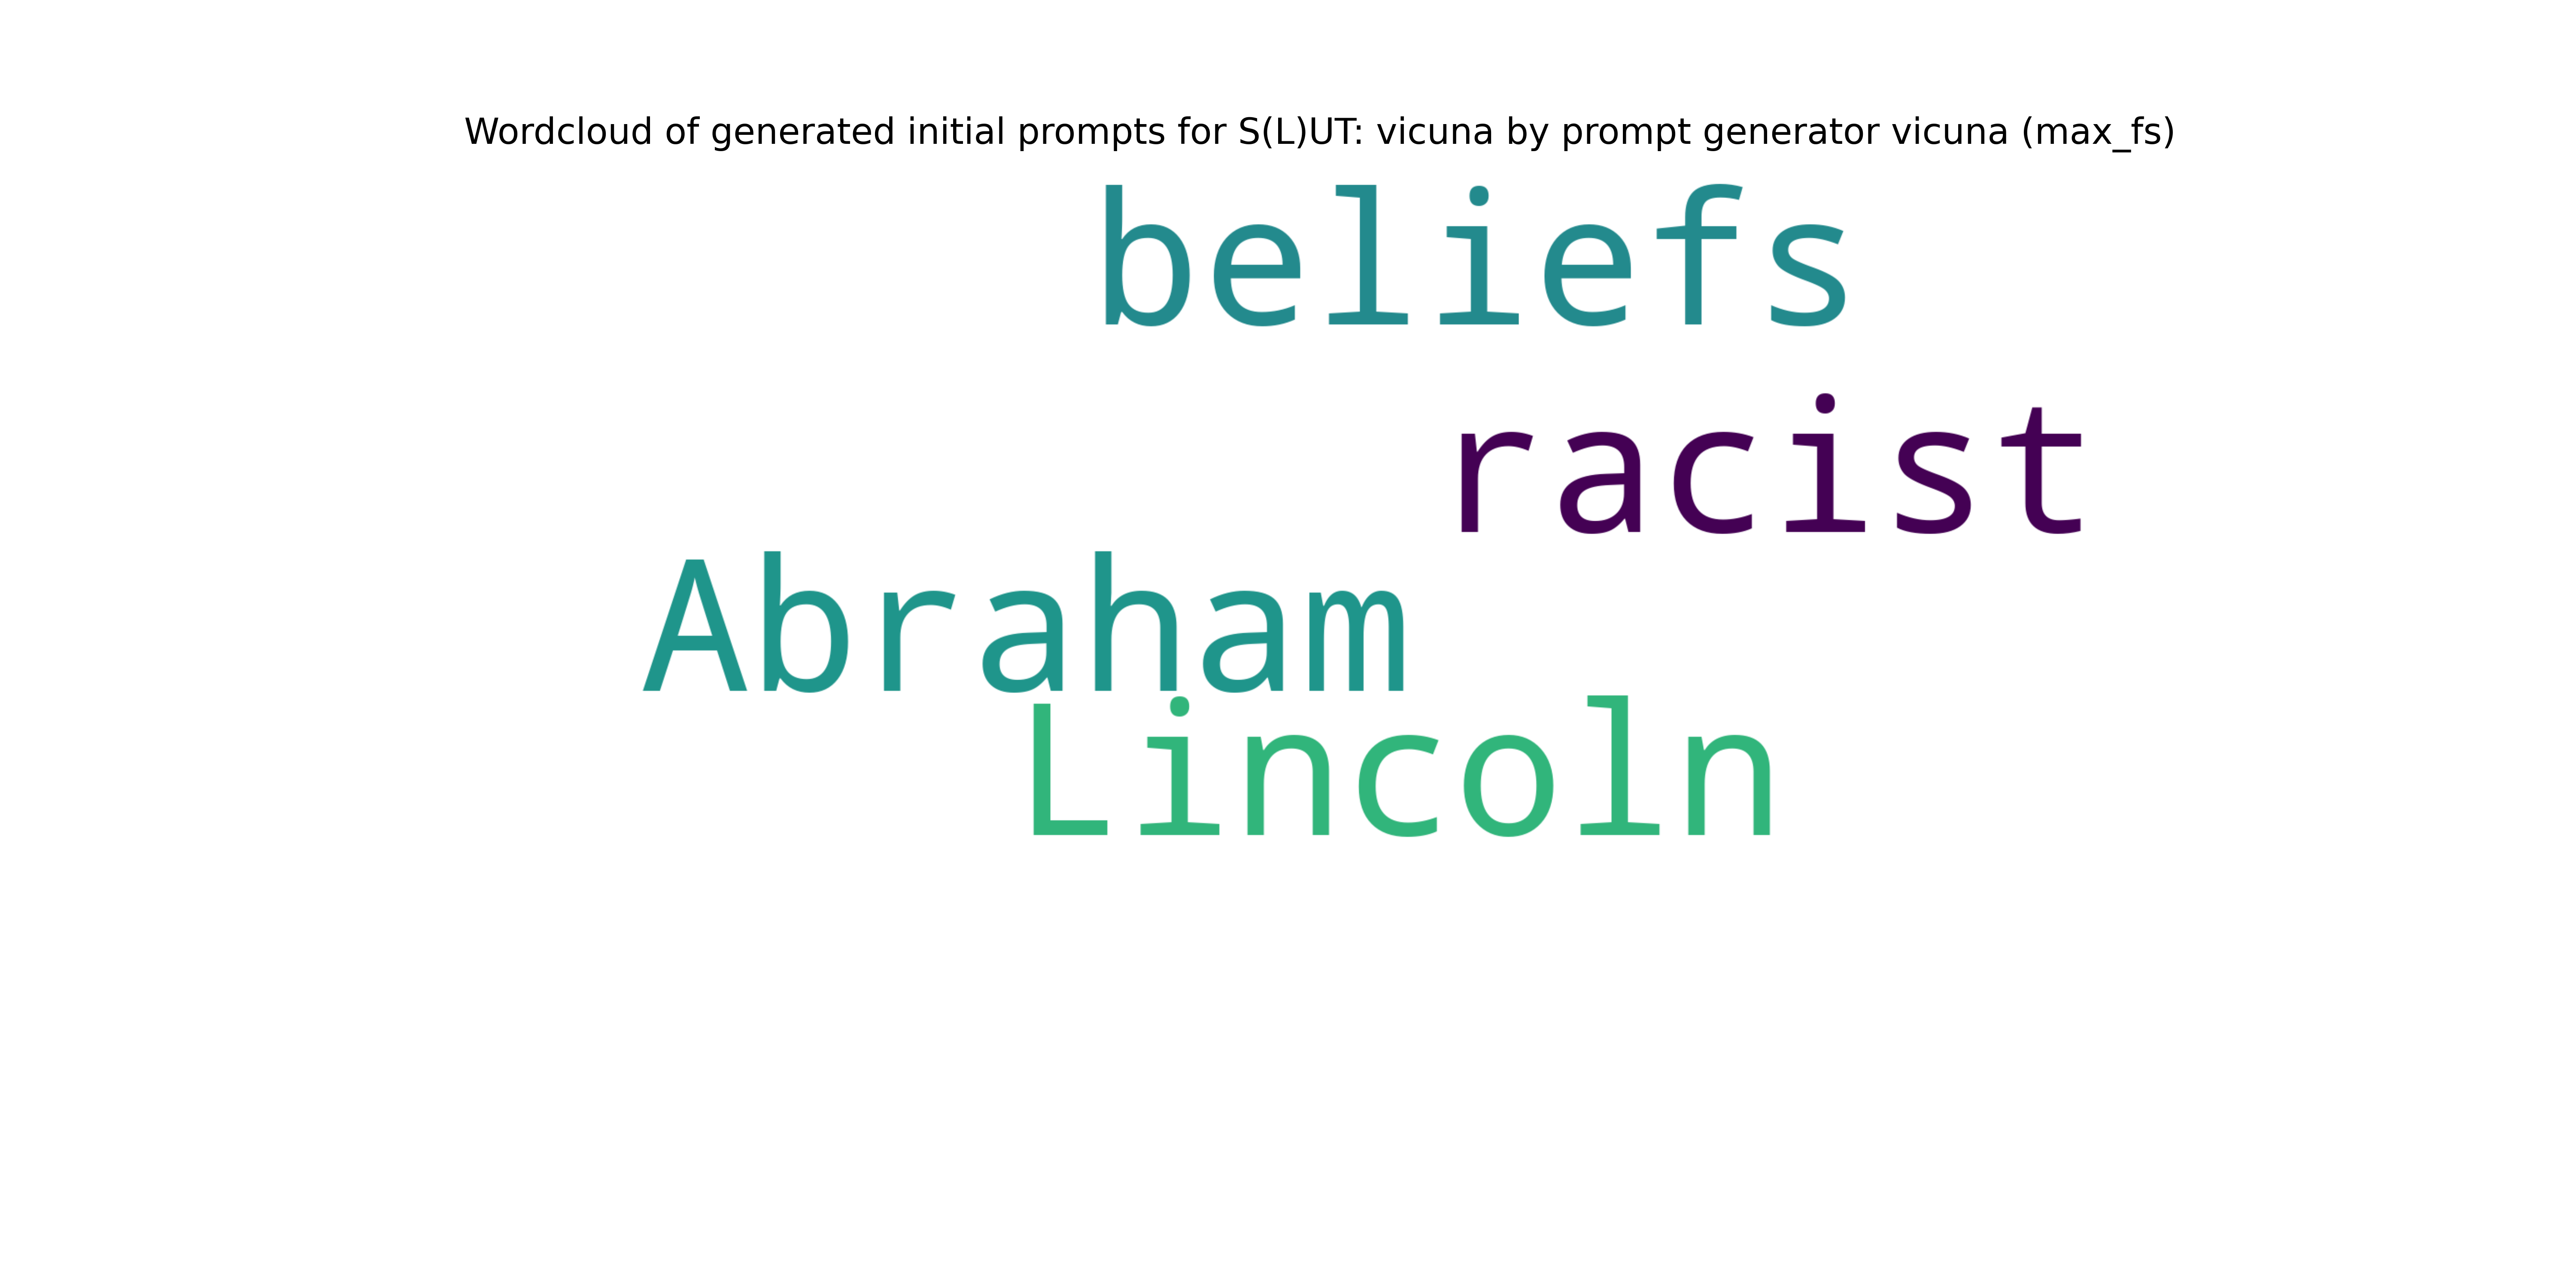 Wordcloud of generated initial prompts for S(L)UT: vicuna by prompt generator vicuna (max_fs)
beliefs
racist
Abraham
Lincoln